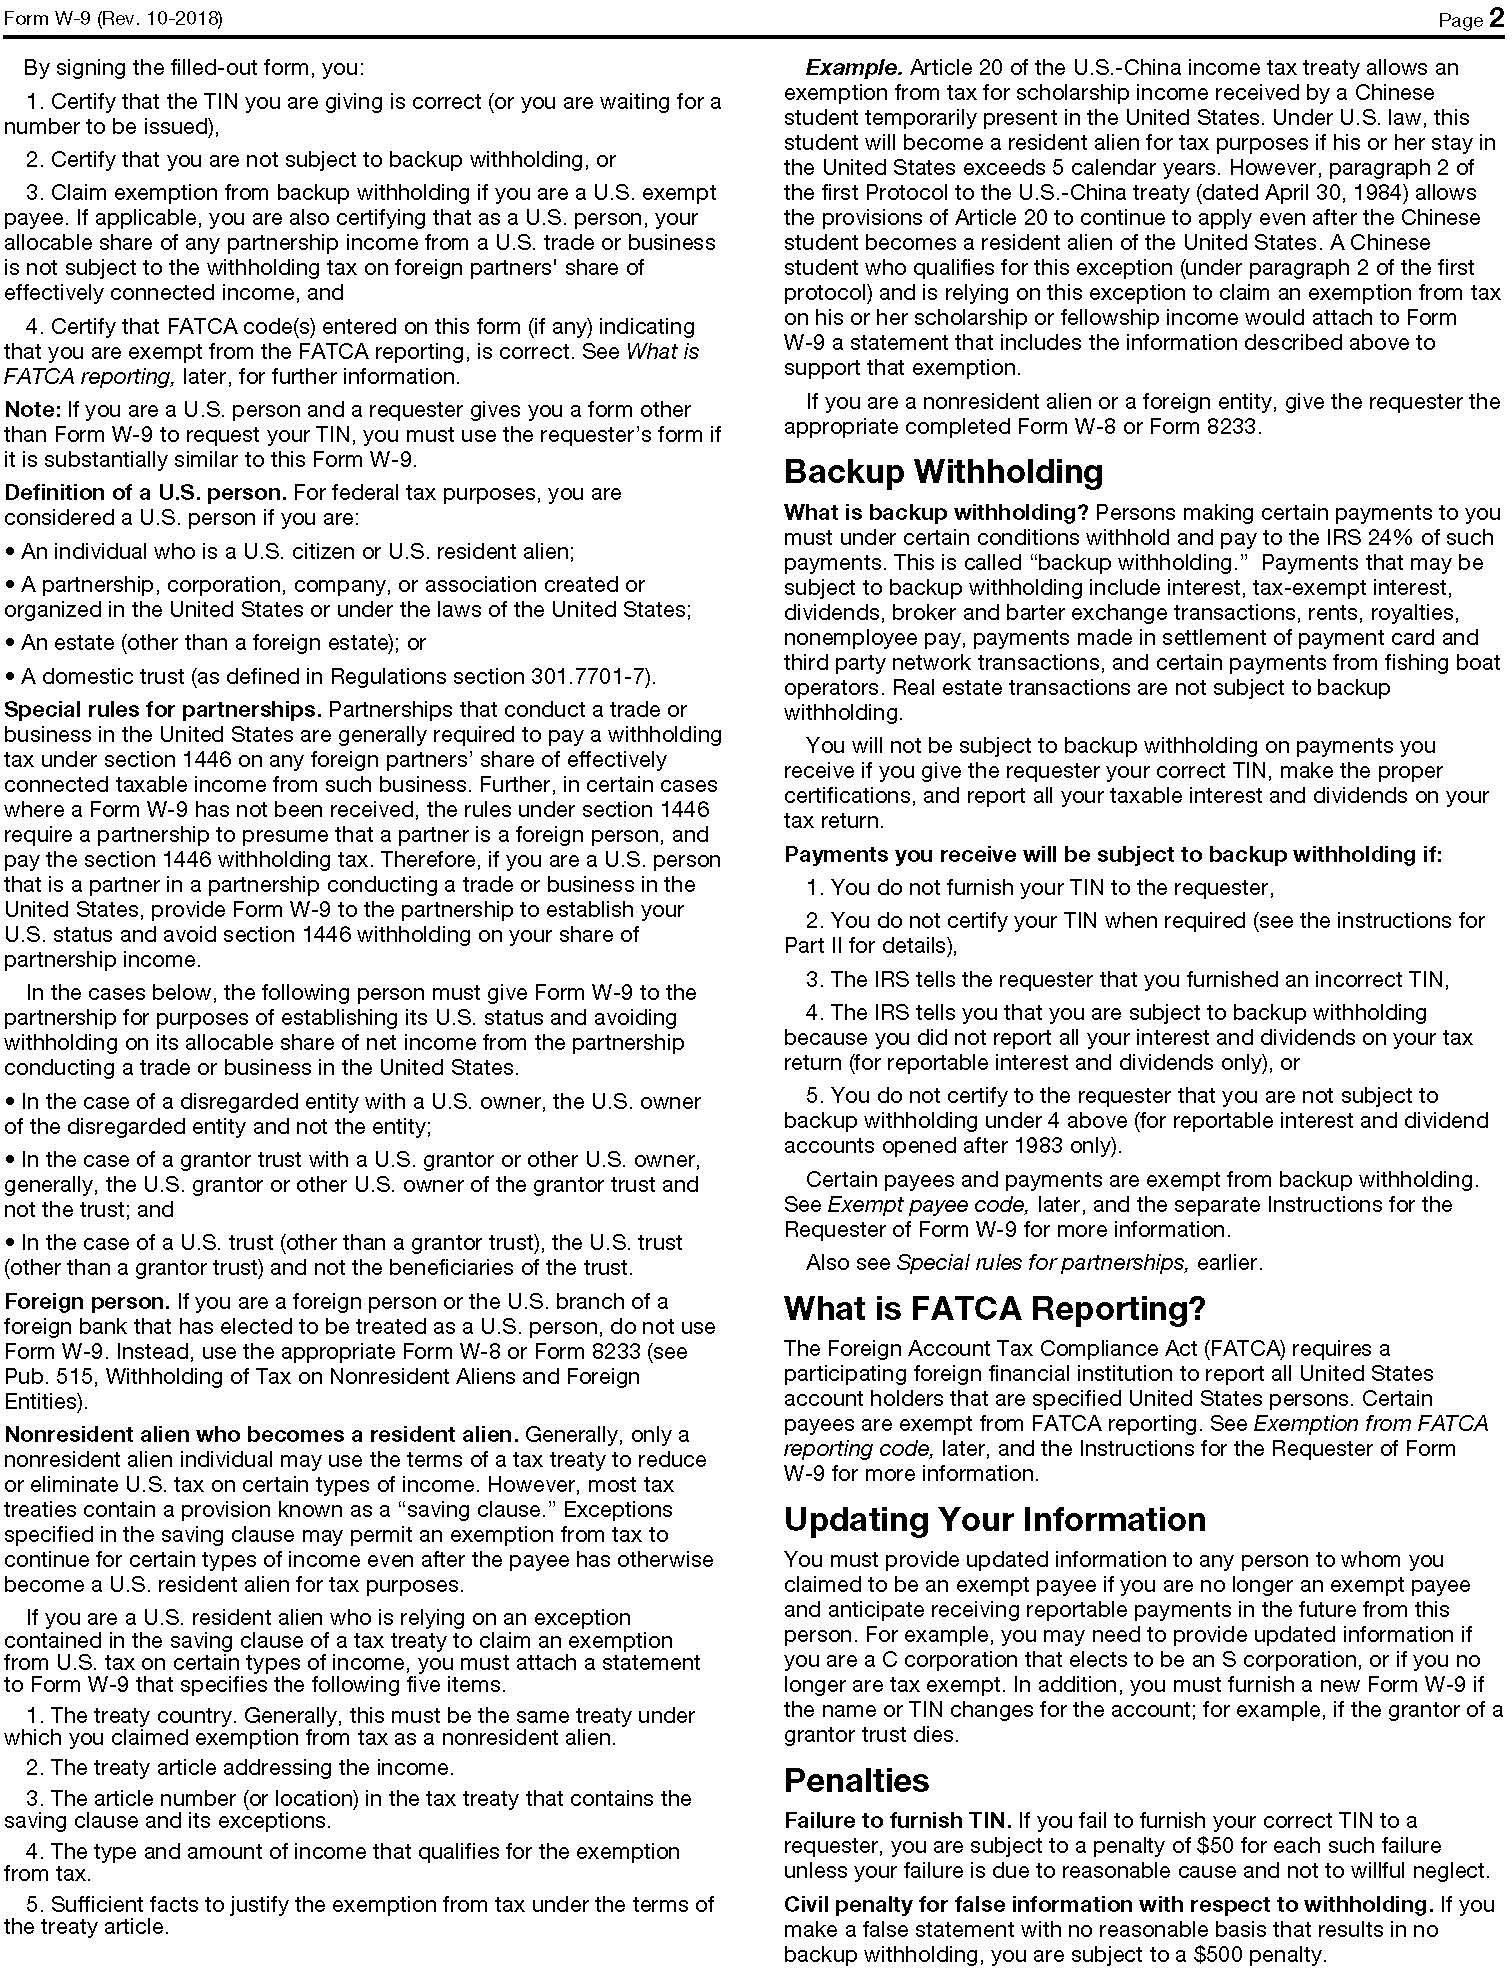 Form W-9 (Rev. 10-2018)
Page 2
By signing the filled-out form, you:
1. Certify that the TIN you are giving is correct (or you are waiting for a
number to be issued),
2. Certify that you are not subject to backup withholding, or
3. Claim exemption from backup withholding if you are a U.S. exempt
payee. If applicable, you are also certifying that as a U.S. person, your
allocable share of any partnership income from a U.S. trade or business
is not subject to the withholding tax on foreign partners' share of
effectively connected income, and
4. Certify that FATCA code(s) entered on this form (if any) indicating
that you are exempt from the FATCA reporting, is correct. See What is
FATCA reporting, later, for further information.
Note: If you are a U.S. person and a requester gives you a form other
than Form W-9 to request your TIN, you must use the requester’s form if
it is substantially similar to this Form W-9.
Definition of a U.S. person. For federal tax purposes, you are
considered a U.S. person if you are:
• An individual who is a U.S. citizen or U.S. resident alien;
• A partnership, corporation, company, or association created or
organized in the United States or under the laws of the United States;
• An estate (other than a foreign estate); or
• A domestic trust (as defined in Regulations section 301.7701-7).
Special rules for partnerships. Partnerships that conduct a trade or
business in the United States are generally required to pay a withholding
tax under section 1446 on any foreign partners’ share of effectively
connected taxable income from such business. Further, in certain cases
where a Form W-9 has not been received, the rules under section 1446
require a partnership to presume that a partner is a foreign person, and
pay the section 1446 withholding tax. Therefore, if you are a U.S. person
that is a partner in a partnership conducting a trade or business in the
United States, provide Form W-9 to the partnership to establish your
U.S. status and avoid section 1446 withholding on your share of
partnership income.
In the cases below, the following person must give Form W-9 to the
partnership for purposes of establishing its U.S. status and avoiding
withholding on its allocable share of net income from the partnership
conducting a trade or business in the United States.
• In the case of a disregarded entity with a U.S. owner, the U.S. owner
of the disregarded entity and not the entity;
• In the case of a grantor trust with a U.S. grantor or other U.S. owner,
generally, the U.S. grantor or other U.S. owner of the grantor trust and
not the trust; and
• In the case of a U.S. trust (other than a grantor trust), the U.S. trust
(other than a grantor trust) and not the beneficiaries of the trust.
Foreign person. If you are a foreign person or the U.S. branch of a
foreign bank that has elected to be treated as a U.S. person, do not use
Form W-9. Instead, use the appropriate Form W-8 or Form 8233 (see
Pub. 515, Withholding of Tax on Nonresident Aliens and Foreign
Entities).
Nonresident alien who becomes a resident alien. Generally, only a
nonresident alien individual may use the terms of a tax treaty to reduce
or eliminate U.S. tax on certain types of income. However, most tax
treaties contain a provision known as a “saving clause.” Exceptions
specified in the saving clause may permit an exemption from tax to
continue for certain types of income even after the payee has otherwise
become a U.S. resident alien for tax purposes.
If you are a U.S. resident alien who is relying on an exception
contained in the saving clause of a tax treaty to claim an exemption
from U.S. tax on certain types of income, you must attach a statement
to Form W-9 that specifies the following five items.
1. The treaty country. Generally, this must be the same treaty under
which you claimed exemption from tax as a nonresident alien.
2. The treaty article addressing the income.
3. The article number (or location) in the tax treaty that contains the
saving clause and its exceptions.
4. The type and amount of income that qualifies for the exemption
from tax.
5. Sufficient facts to justify the exemption from tax under the terms of
the treaty article.
Example. Article 20 of the U.S.-China income tax treaty allows an
exemption from tax for scholarship income received by a Chinese
student temporarily present in the United States. Under U.S. law, this
student will become a resident alien for tax purposes if his or her stay in
the United States exceeds 5 calendar years. However, paragraph 2 of
the first Protocol to the U.S.-China treaty (dated April 30, 1984) allows
the provisions of Article 20 to continue to apply even after the Chinese
student becomes a resident alien of the United States. A Chinese
student who qualifies for this exception (under paragraph 2 of the first
protocol) and is relying on this exception to claim an exemption from tax
on his or her scholarship or fellowship income would attach to Form
W-9 a statement that includes the information described above to
support that exemption.
If you are a nonresident alien or a foreign entity, give the requester the
appropriate completed Form W-8 or Form 8233.
Backup Withholding
What is backup withholding? Persons making certain payments to you
must under certain conditions withhold and pay to the IRS 24% of such
payments. This is called “backup withholding.” Payments that may be
subject to backup withholding include interest, tax-exempt interest,
dividends, broker and barter exchange transactions, rents, royalties,
nonemployee pay, payments made in settlement of payment card and
third party network transactions, and certain payments from fishing boat
operators. Real estate transactions are not subject to backup
withholding.
You will not be subject to backup withholding on payments you
receive if you give the requester your correct TIN, make the proper
certifications, and report all your taxable interest and dividends on your
tax return.
Payments you receive will be subject to backup withholding if:
1. You do not furnish your TIN to the requester,
2. You do not certify your TIN when required (see the instructions for
Part II for details),
3. The IRS tells the requester that you furnished an incorrect TIN,
4. The IRS tells you that you are subject to backup withholding
because you did not report all your interest and dividends on your tax
return (for reportable interest and dividends only), or
5. You do not certify to the requester that you are not subject to
backup withholding under 4 above (for reportable interest and dividend
accounts opened after 1983 only).
Certain payees and payments are exempt from backup withholding.
See Exempt payee code, later, and the separate Instructions for the
Requester of Form W-9 for more information.
Also see Special rules for partnerships, earlier.
What is FATCA Reporting?
The Foreign Account Tax Compliance Act (FATCA) requires a
participating foreign financial institution to report all United States
account holders that are specified United States persons. Certain
payees are exempt from FATCA reporting. See Exemption from FATCA
reporting code, later, and the Instructions for the Requester of Form
W-9 for more information.
Updating Your Information
You must provide updated information to any person to whom you
claimed to be an exempt payee if you are no longer an exempt payee
and anticipate receiving reportable payments in the future from this
person. For example, you may need to provide updated information if
you are a C corporation that elects to be an S corporation, or if you no
longer are tax exempt. In addition, you must furnish a new Form W-9 if
the name or TIN changes for the account; for example, if the grantor of a
grantor trust dies.
Penalties
Failure to furnish TIN. If you fail to furnish your correct TIN to a
requester, you are subject to a penalty of $50 for each such failure
unless your failure is due to reasonable cause and not to willful neglect.
Civil penalty for false information with respect to withholding. If you
make a false statement with no reasonable basis that results in no
backup withholding, you are subject to a $500 penalty.